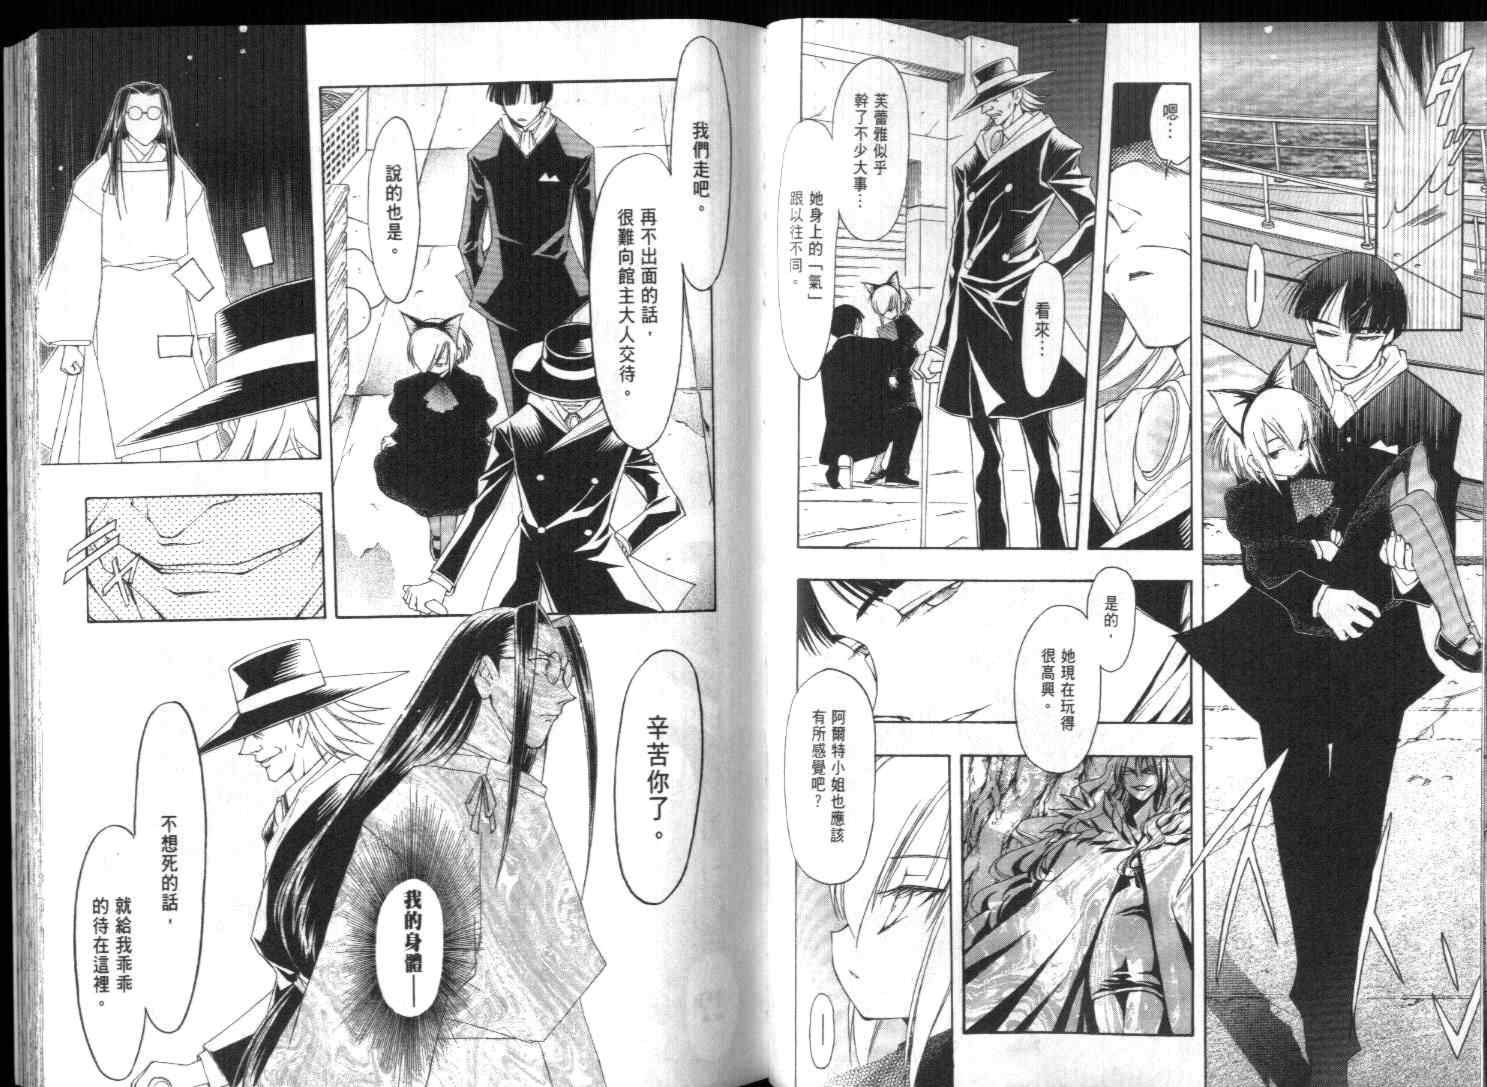 嗯…
看來…
芙蕾雅似乎
幹了不少大事…
她身上的「氣」
跟以往不同。
是的，
她現在玩得
很高興。
阿爾特小姐也應該
有所感覺吧？
我們走吧。
再不出面的話，
很難向館主大人交待。
說的也是。
辛苦你了。
我的身體——
不想死的話，
就給我乖乖
的待在這裡。